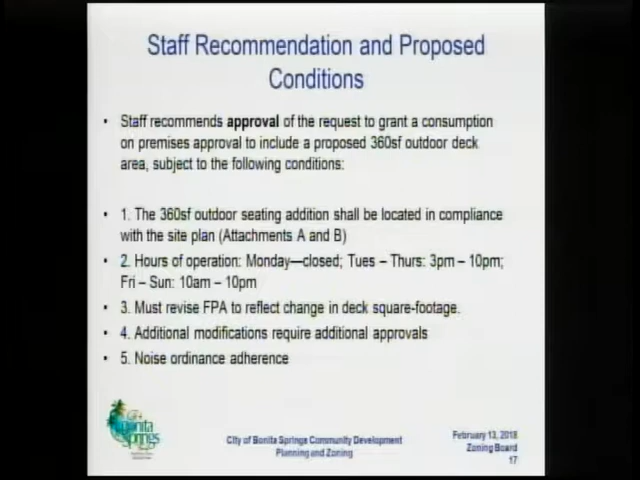 Staff Recommendation and Proposed
Conditions
• Staff recommends approval of the request to grant a consumption
on premises approval to include a proposed 360sf outdoor deck
area, subject to the following conditions:
• 1. The 360sf outdoor seating addition shall be located in compliance
with the site plan (Attachments A and B)
• 2. Hours of operation: Monday—closed; Tues – Thurs: 3pm – 10pm;
Fri – Sun: 10am – 10pm
• 3. Must revise FPA to reflect change in deck square-footage.
• 4. Additional modifications require additional approvals
• 5. Noise ordinance adherence
City of
Bonita
Springs
City of Bonita Springs Community Development
Planning and Zoning
February 13, 2018
Zoning Board
17